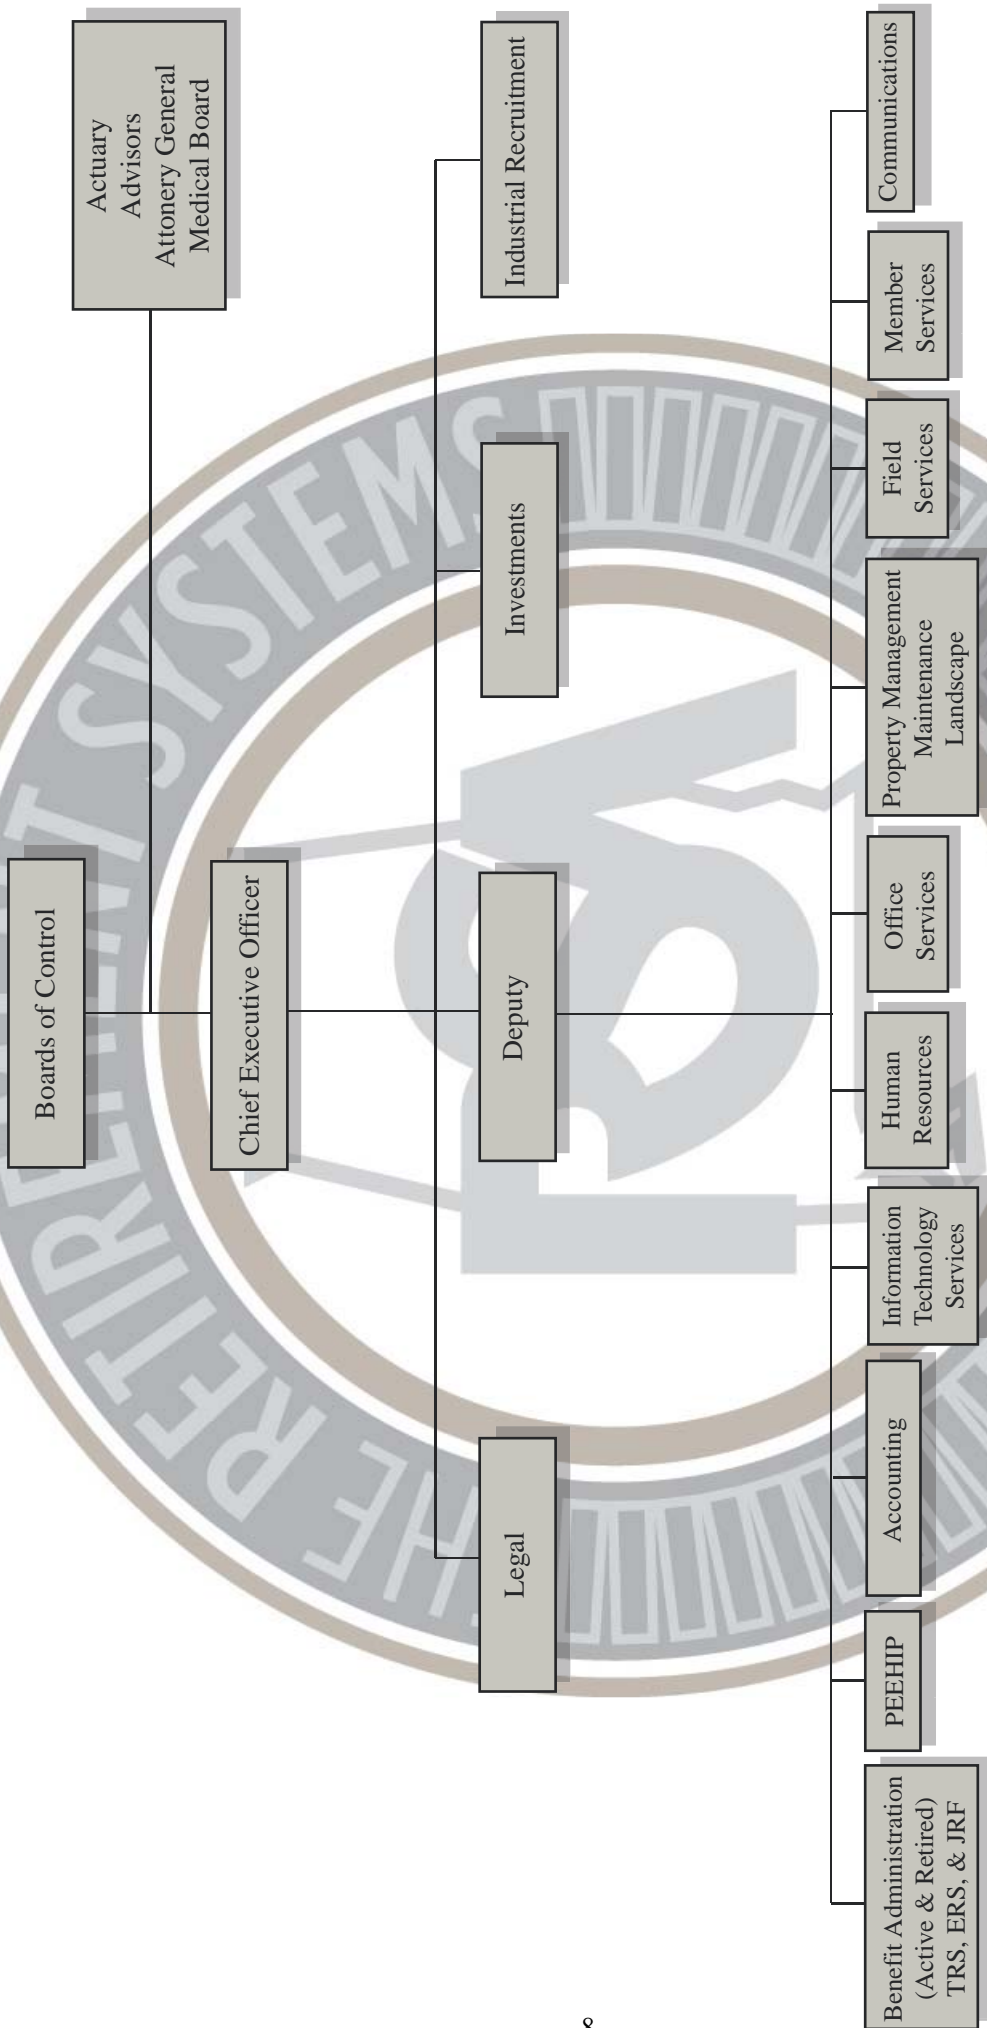 Boards of Control
Actuary
Advisors
Attonery General
Medical Board
Chief Executive Officer
Legal
Deputy
Investments
Industrial Recruitment
Benefit Administration
(Active & Retired)
TRS, ERS, & JRF
PEEHIP
Accounting
Information
Technology
Services
Human
Resources
Office
Services
Property Management
Maintenance
Landscape
Field
Services
Member
Services
Communications
HE RETIREMENT SYSTEMS
RSA
8